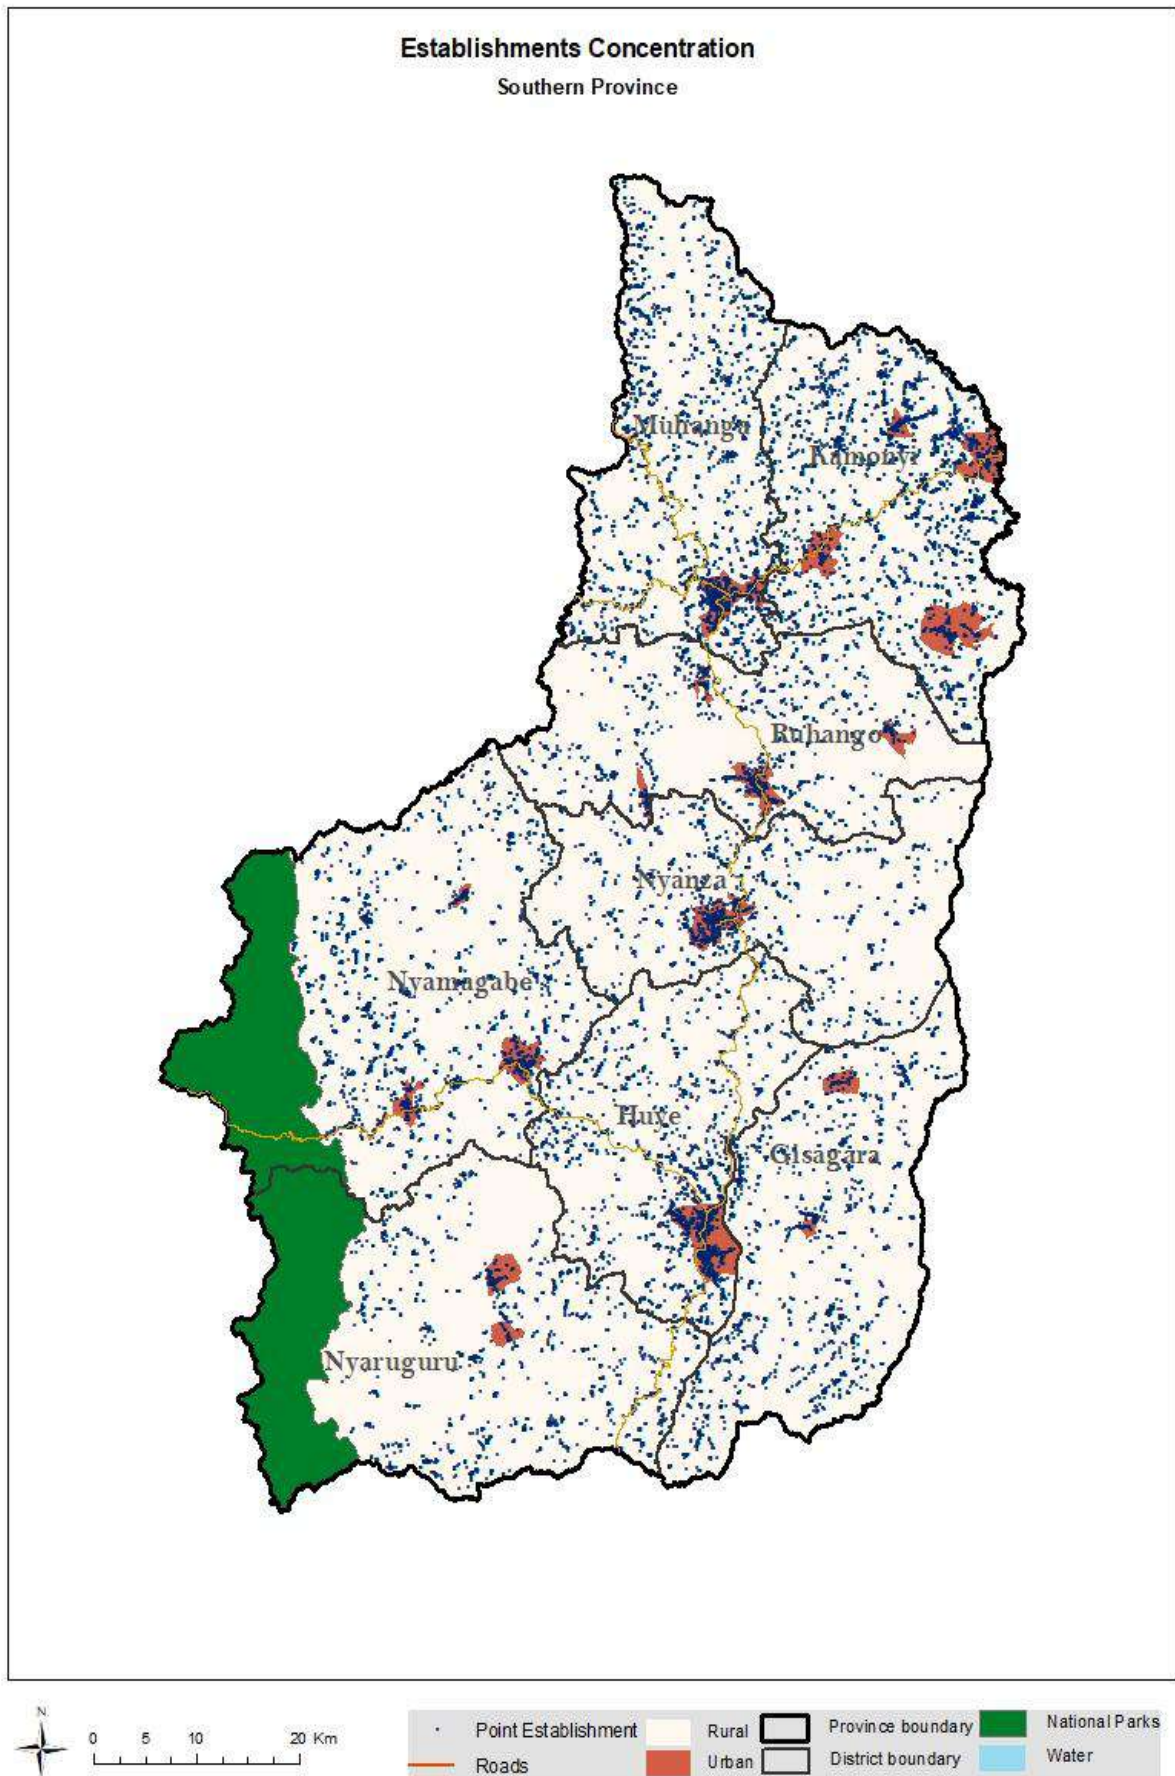 Establishments Concentration
Southern Province
Muhanga
Kamonyi
Ruhango
Nyanza
Nyamagabe
Huye
Gisagara
Nyaruguru
N
0 5 10 20 Km
Point Establishment
Roads
Rural
Urban
Province boundary
District boundary
National Parks
Water